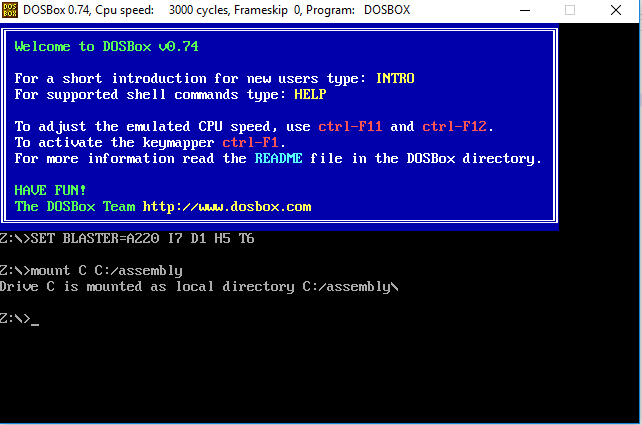 DOSBox 0.74, Cpu speed: 3000 cycles, Frameskip 0, Program: DOSBOX
Welcome to DOSBox v0.74
For a short introduction for new users type: INTRO
For supported shell commands type: HELP
To adjust the emulated CPU speed, use ctrl-F11 and ctrl-F12.
To activate the keymapper ctrl-F1.
For more information read the README file in the DOSBox directory.
HAVE FUN!
The DOSBox Team http://www.dosbox.com
Z:\>SET BLASTER=A220 I7 D1 H5 T6
Z:\>mount C C:/assembly
Drive C is mounted as local directory C:/assembly\
Z:\>_